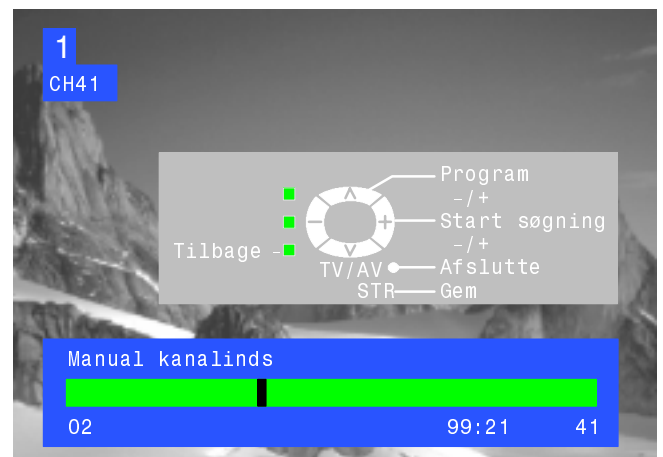 1
CH41
Program
-/+
Start søgning
-/+
Tilbage
TV/AV Afslutte
STR Gem
Manual kanalinds
02 99:21 41